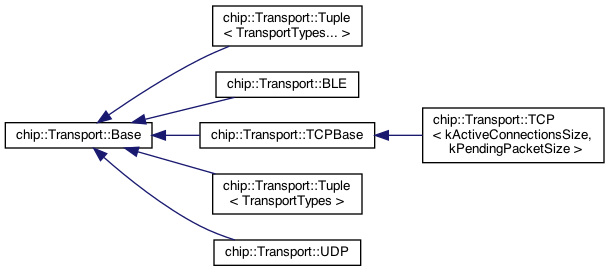 chip::Transport::Tuple
< TransportTypes... >
chip::Transport::BLE
chip::Transport::Base
chip::Transport::TCPBase
chip::Transport::TCP
< kActiveConnectionsSize,
kPendingPacketSize >
chip::Transport::Tuple
< TransportTypes >
chip::Transport::UDP